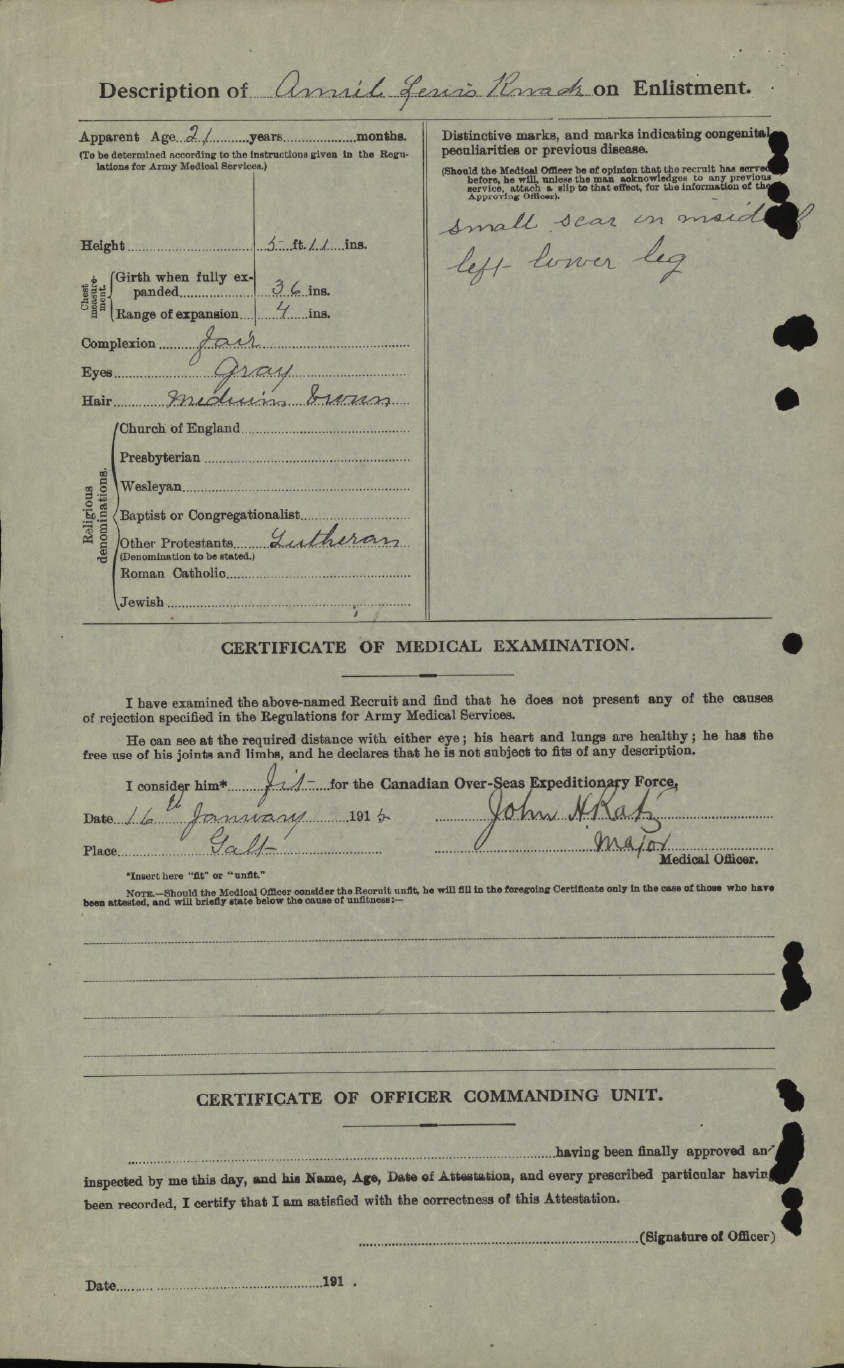 Description of Lewis on Enlistment.
Apparent Age 21 years months.
(To be determined according to the instructions given in the Regu-
lations for Army Medical Services.)
Height 5 ft. 11 ins.
Chest measure-ment.
Girth when fully ex-
panded 36 ins.
Range of expansion 4 ins.
Complexion fair
Eyes Gray
Hair Medium brown
Religious denominations.
Church of England
Presbyterian
Wesleyan
Baptist or Congregationalist
Other Protestants Lutheran
(Denomination to be stated.)
Roman Catholic
Jewish
Distinctive marks, and marks indicating congenital
peculiarities or previous disease.
(Should the Medical Officer be of opinion that the recruit has served
before, he will, unless the man acknowledges to any previous
service, attach a slip to that effect, for the information of the
Approving Officer).
small scar on inside of
left lower leg
CERTIFICATE OF MEDICAL EXAMINATION.
I have examined the above-named Recruit and find that he does not present any of the causes
of rejection specified in the Regulations for Army Medical Services.
He can see at the required distance with either eye; his heart and lungs are healthy; he has the
free use of his joints and limbs, and he declares that he is not subject to fits of any description.
I consider him* fit for the Canadian Over-Seas Expeditionary Force,
Date 16th January 1915 John H Katz
Place Galt Major
Medical Officer.
*Insert here "fit" or "unfit."
NOTE.—Should the Medical Officer consider the Recruit unfit, he will fill in the foregoing Certificate only in the case of those who have
been attested, and will briefly state below the cause of unfitness:—
CERTIFICATE OF OFFICER COMMANDING UNIT.
having been finally approved and
inspected by me this day, and his Name, Age, Date of Attestation, and every prescribed particular having
been recorded, I certify that I am satisfied with the correctness of this Attestation.
(Signature of Officer)
Date 191 .